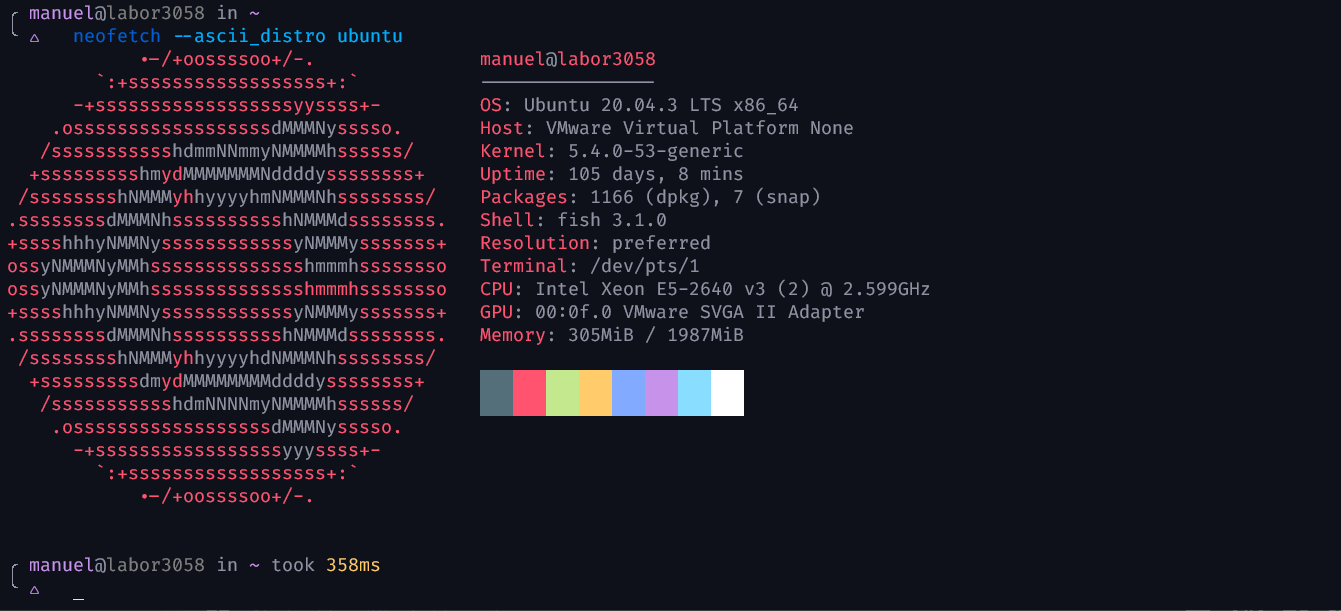 manuel@labor3058 in ~
neofetch --ascii_distro ubuntu
•-/+oossssoo+/-.
`:+ssssssssssssssssss+:`
-+ssssssssssssssssssyyssss+-
.ossssssssssssssssssdMMMNysssso.
/ssssssssssshdmmNNmmyNMMMMhssssss/
+ssssssssshmydMMMMMMMNddddyssssssss+
/sssssssshNMMMyhhyyyyhmNMMMNhssssssss/
.ssssssssdMMMNhsssssssssshNMMMdssssssss.
+sssshhhyNMMNyssssssssssssyNMMMysssssss+
ossyNMMMNyMMhsssssssssssssshmmmhssssssso
ossyNMMMNyMMhsssssssssssssshmmmhssssssso
+sssshhhyNMMNyssssssssssssyNMMMysssssss+
.ssssssssdMMMNhsssssssssshNMMMdssssssss.
/sssssssshNMMMyhhyyyyhdNMMMNhssssssss/
+sssssssssdmydMMMMMMMMddddyssssssss+
/ssssssssssshdmNNNNmyNMMMMhssssss/
.ossssssssssssssssssdMMMNysssso.
-+sssssssssssssssssyyyssss+-
`:+ssssssssssssssssss+:`
•-/+oossssoo+/-.
manuel@labor3058
----------------
OS: Ubuntu 20.04.3 LTS x86_64
Host: VMware Virtual Platform None
Kernel: 5.4.0-53-generic
Uptime: 105 days, 8 mins
Packages: 1166 (dpkg), 7 (snap)
Shell: fish 3.1.0
Resolution: preferred
Terminal: /dev/pts/1
CPU: Intel Xeon E5-2640 v3 (2) @ 2.599GHz
GPU: 00:0f.0 VMware SVGA II Adapter
Memory: 305MiB / 1987MiB
manuel@labor3058 in ~ took 358ms